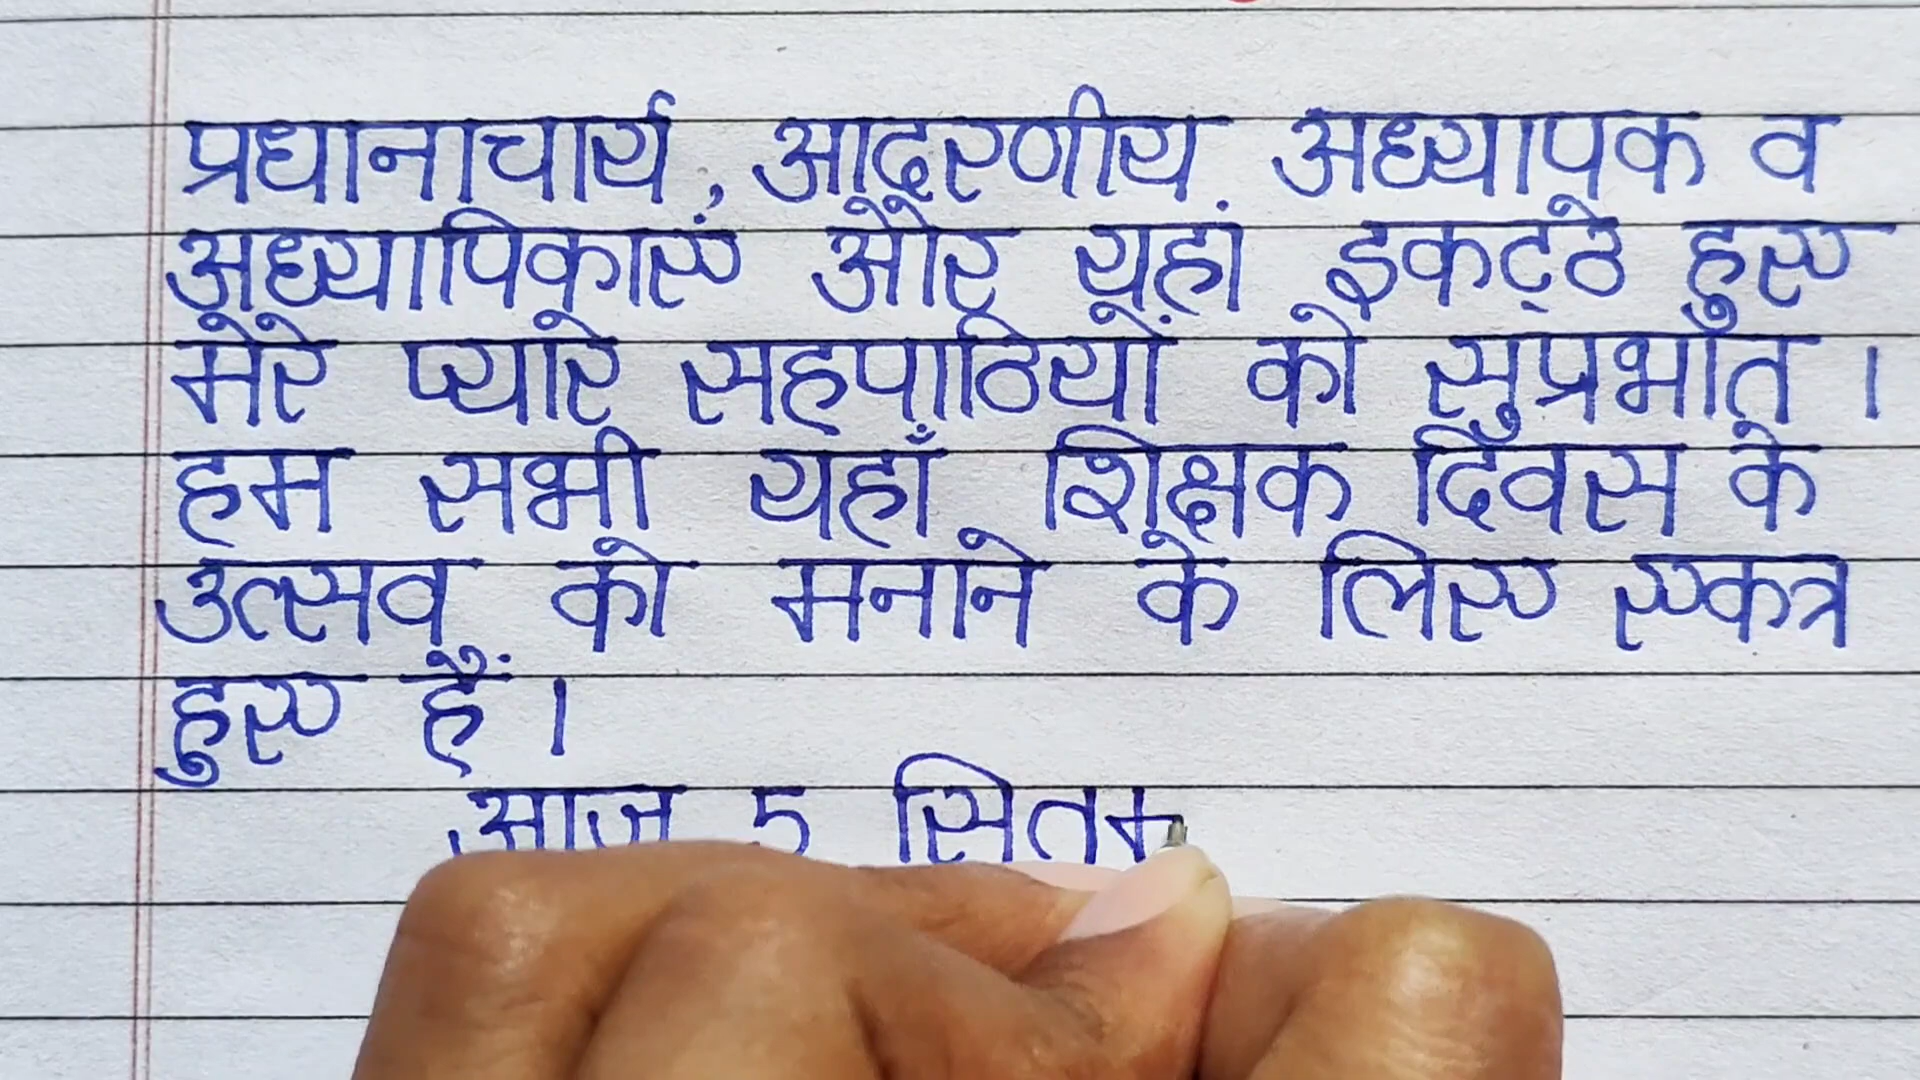 प्रधानाचार्य, आदरणीय अध्यापक व
अध्यापिकाएं और यहां इकट्ठे हुए
मेरे प्यारे सहपाठियों को सुप्रभात ।
हम सभी यहाँ शिक्षक दिवस के
उत्सव को मनाने के लिए एकत्र
हुए हैं ।
आज 5 सितम